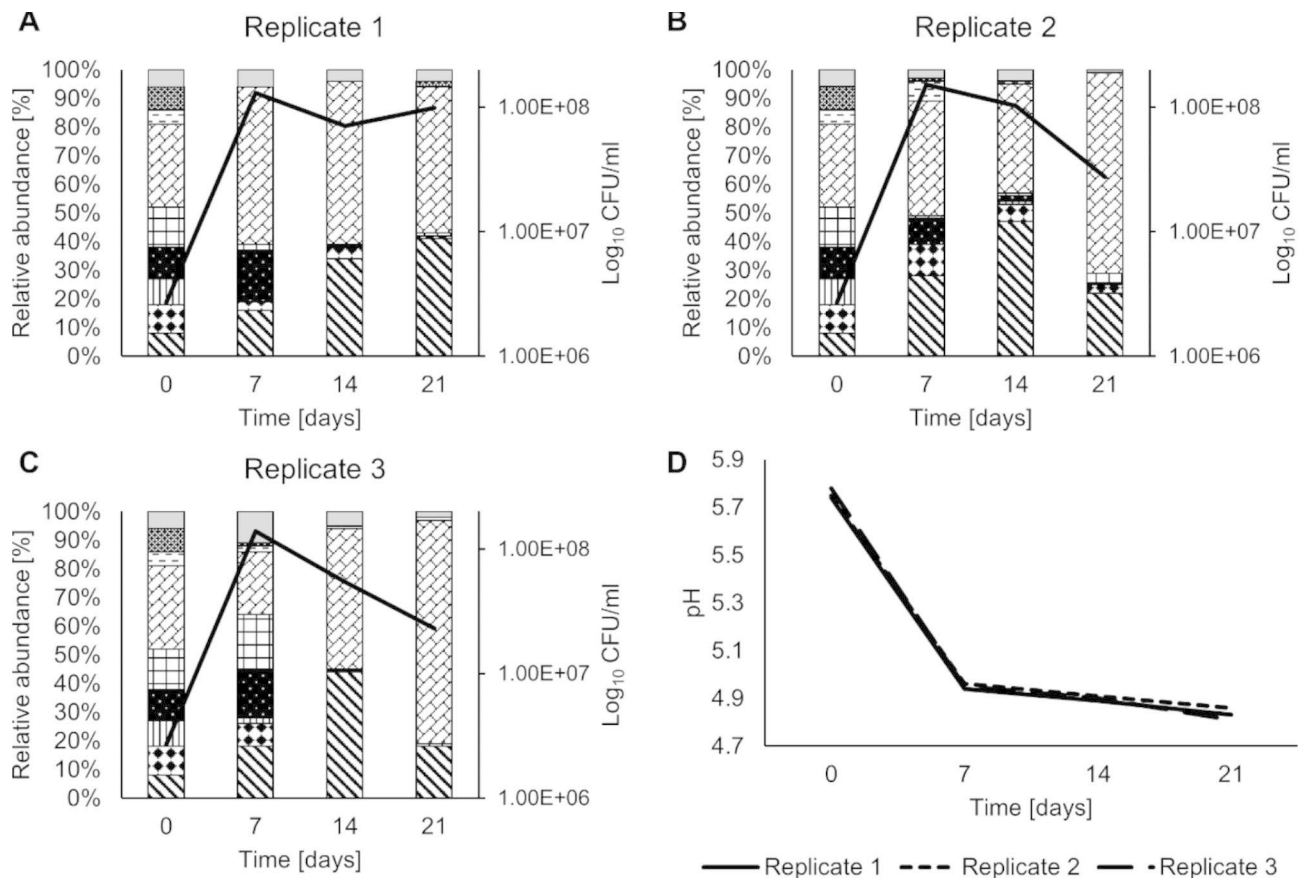 A
Replicate 1
Relative abundance [%]
100%
90%
80%
70%
60%
50%
40%
30%
20%
10%
0%
1.00E+08
1.00E+07
1.00E+06
Log10 CFU/ml
0 7 14 21
Time [days]
B
Replicate 2
Relative abundance [%]
100%
90%
80%
70%
60%
50%
40%
30%
20%
10%
0%
1.00E+08
1.00E+07
1.00E+06
Log10 CFU/ml
0 7 14 21
Time [days]
C
Replicate 3
Relative abundance [%]
100%
90%
80%
70%
60%
50%
40%
30%
20%
10%
0%
1.00E+08
1.00E+07
1.00E+06
Log10 CFU/ml
0 7 14 21
Time [days]
D
pH
5.9
5.7
5.5
5.3
5.1
4.9
4.7
0 7 14 21
Time [days]
Replicate 1 Replicate 2 Replicate 3